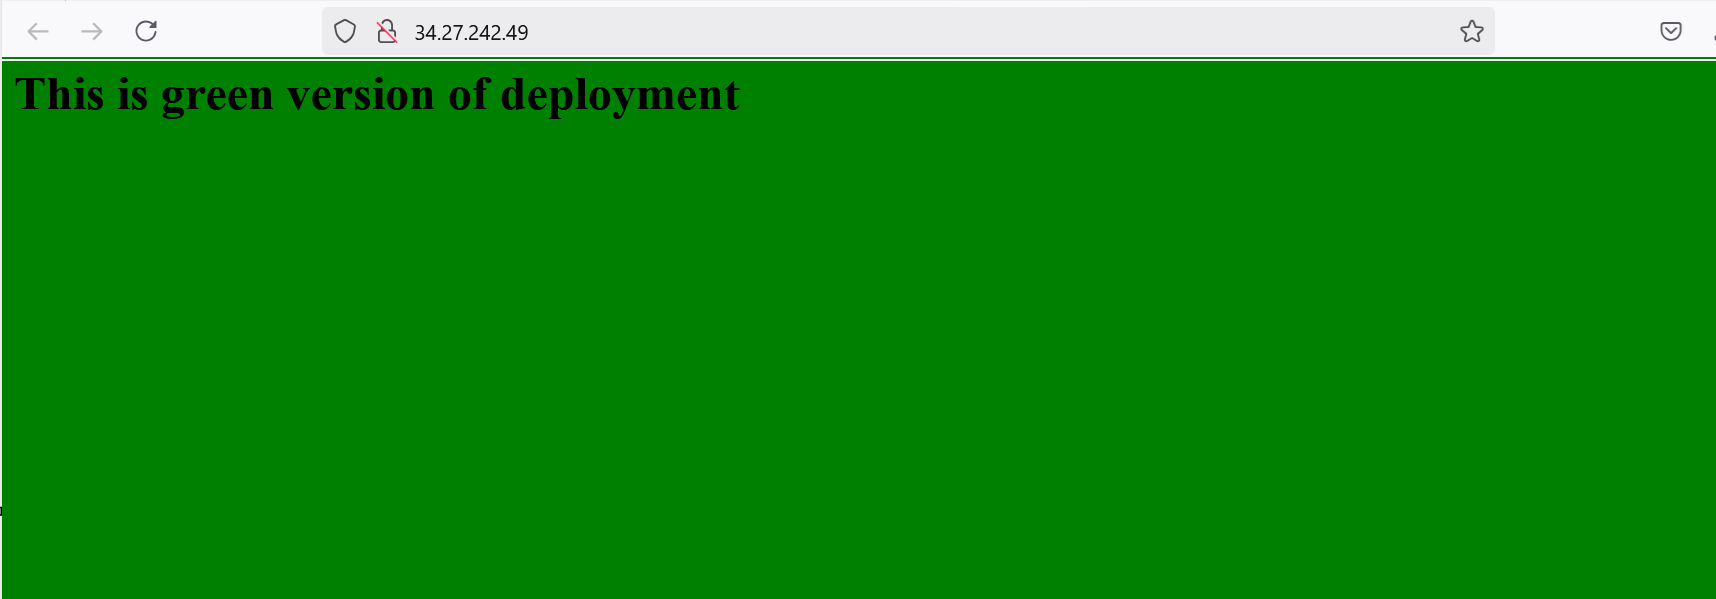 34.27.242.49
This is green version of deployment